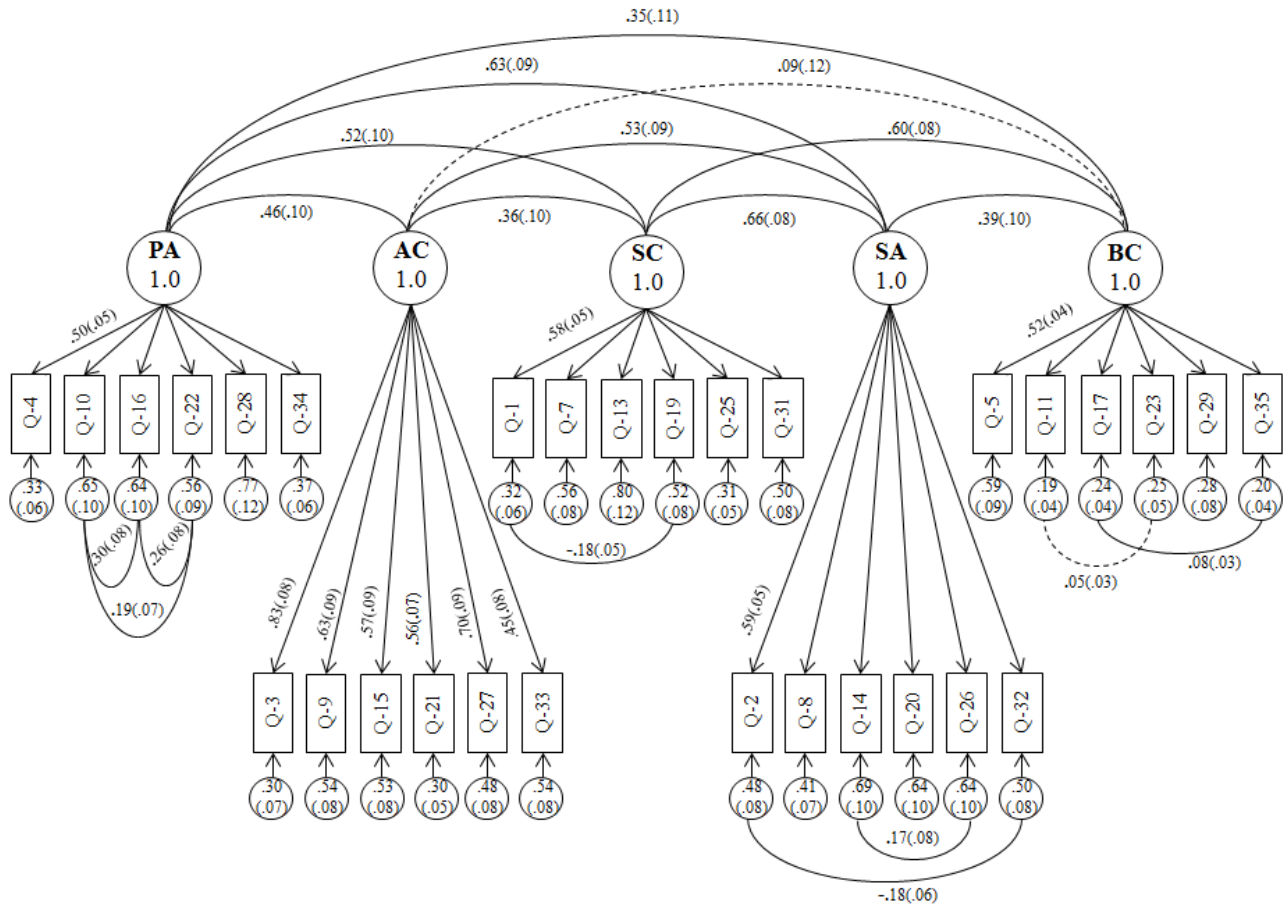 .35(.11)
.63(.09)
.09(.12)
.52(.10)
.53(.09)
.60(.08)
.46(.10)
.36(.10)
.66(.08)
.39(.10)
PA
1.0
AC
1.0
SC
1.0
SA
1.0
BC
1.0
.50(.05)
.58(.05)
.52(.04)
Q-4
Q-10
Q-16
Q-22
Q-28
Q-34
Q-1
Q-7
Q-13
Q-19
Q-25
Q-31
Q-5
Q-11
Q-17
Q-23
Q-29
Q-35
.33
(.06)
.65
(.10)
.64
(.10)
.56
(.09)
.77
(.12)
.37
(.06)
.32
(.06)
.56
(.08)
.80
(.12)
.52
(.08)
.31
(.05)
.50
(.08)
.59
(.09)
.19
(.04)
.24
(.04)
.25
(.05)
.28
(.08)
.20
(.04)
.30(.08)
.26(.08)
.19(.07)
-.18(.05)
.05(.03)
.08(.03)
.83(.08)
.63(.09)
.57(.09)
.56(.07)
.70(.09)
.45(.08)
.59(.05)
Q-3
Q-9
Q-15
Q-21
Q-27
Q-33
Q-2
Q-8
Q-14
Q-20
Q-26
Q-32
.30
(.07)
.54
(.08)
.53
(.08)
.30
(.05)
.48
(.08)
.54
(.08)
.48
(.08)
.41
(.07)
.69
(.10)
.64
(.10)
.64
(.10)
.50
(.08)
.17(.08)
-.18(.06)